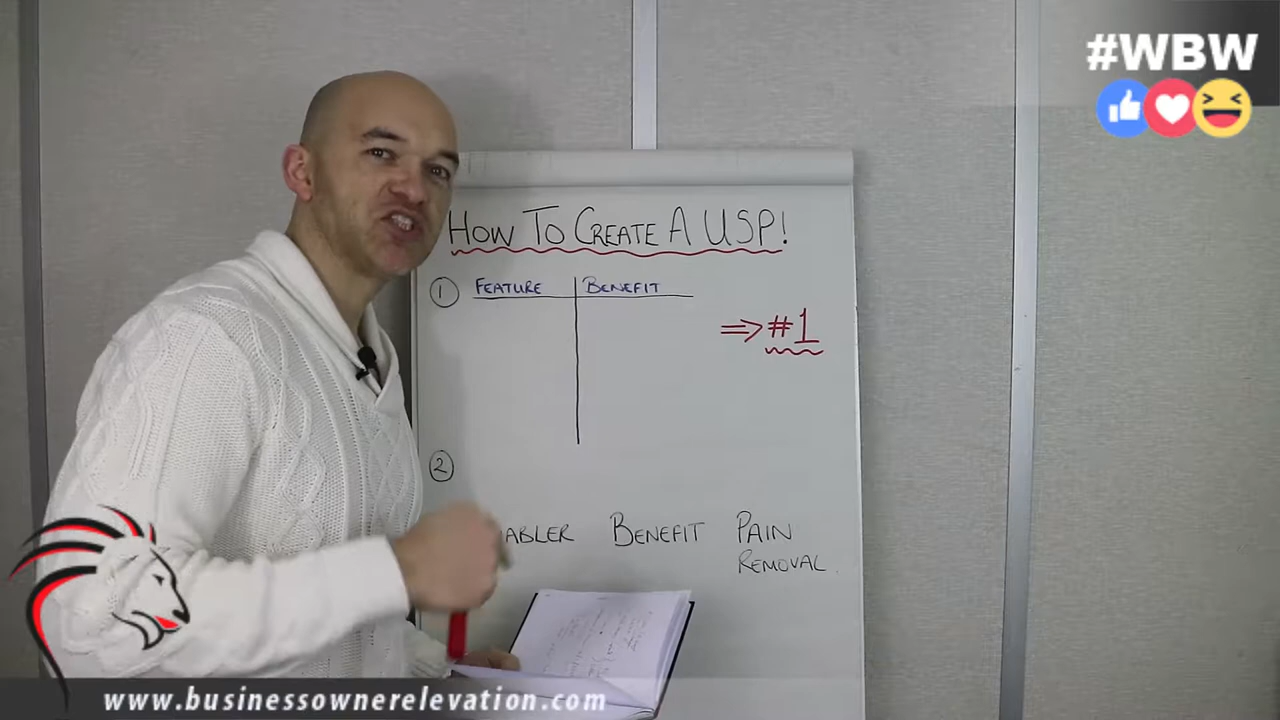 #WBW
HOW TO CREATE A USP!
1 FEATURE BENEFIT
⇒ #1
2
ABLER BENEFIT PAIN
REMOVAL
www.businessownerelevation.com